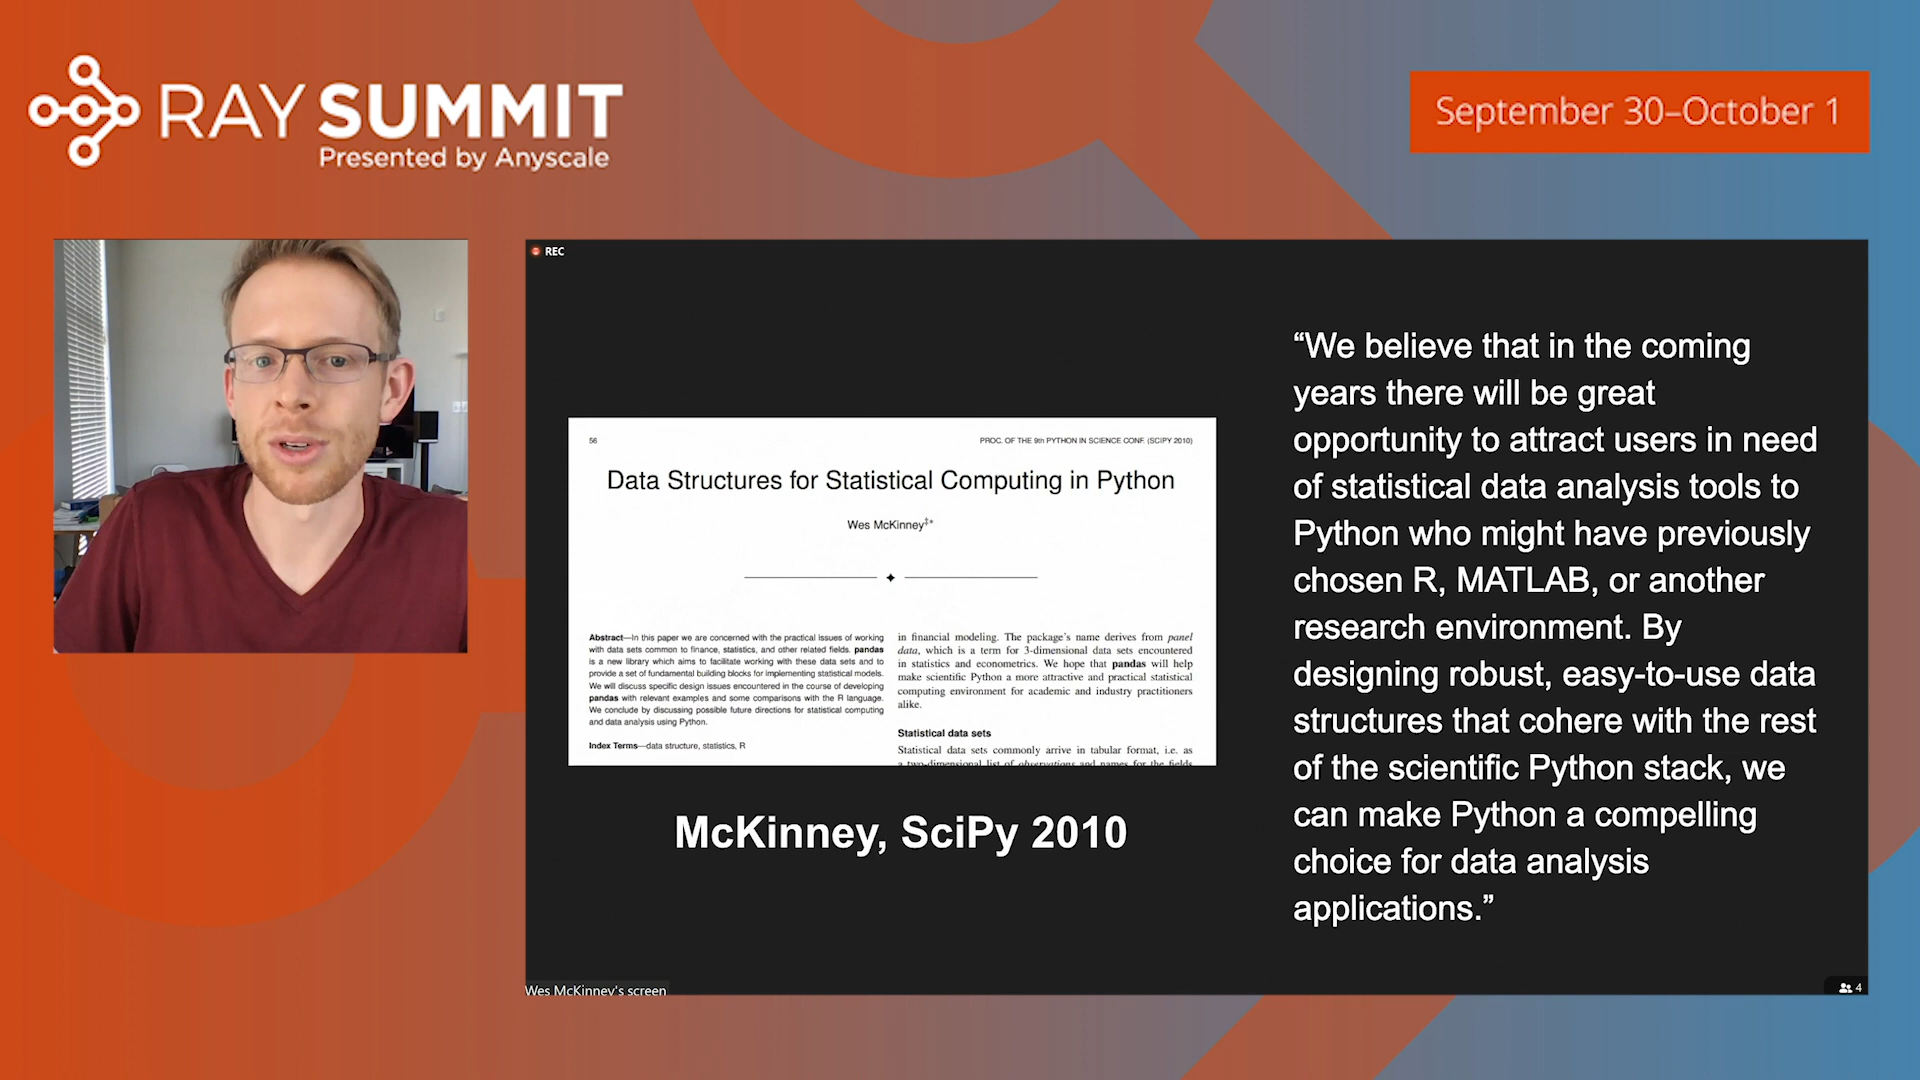 RAY SUMMIT
Presented by Anyscale
September 30–October 1
REC
56
PROC. OF THE 9th PYTHON IN SCIENCE CONF. (SCIPY 2010)
Data Structures for Statistical Computing in Python
Wes McKinney‡*
Abstract—In this paper we are concerned with the practical issues of working
with data sets common to finance, statistics, and other related fields. pandas
is a new library which aims to facilitate working with these data sets and to
provide a set of fundamental building blocks for implementing statistical models.
We will discuss specific design issues encountered in the course of developing
pandas with relevant examples and some comparisons with the R language.
We conclude by discussing possible future directions for statistical computing
and data analysis using Python.
Index Terms—data structure, statistics, R
in financial modeling. The package's name derives from panel
data, which is a term for 3-dimensional data sets encountered
in statistics and econometrics. We hope that pandas will help
make scientific Python a more attractive and practical statistical
computing environment for academic and industry practitioners
alike.
Statistical data sets
Statistical data sets commonly arrive in tabular format, i.e. as
a two-dimensional list of observations and names for the fields
McKinney, SciPy 2010
“We believe that in the coming
years there will be great
opportunity to attract users in need
of statistical data analysis tools to
Python who might have previously
chosen R, MATLAB, or another
research environment. By
designing robust, easy-to-use data
structures that cohere with the rest
of the scientific Python stack, we
can make Python a compelling
choice for data analysis
applications.”
Wes McKinney's screen
4